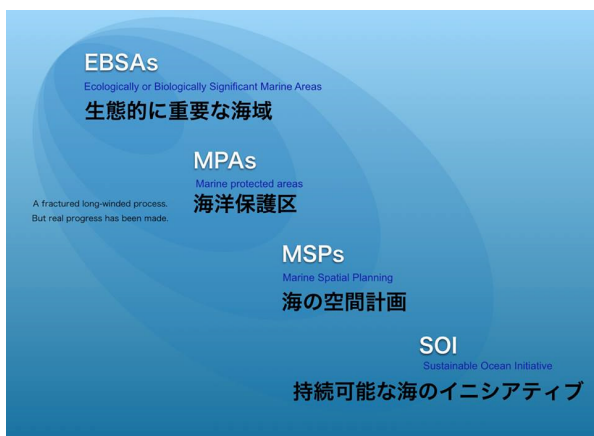 EBSAs
Ecologically or Biologically Significant Marine Areas
生態的に重要な海域
MPAs
Marine protected areas
海洋保護区
A fractured long-winded process.
But real progress has been made.
MSPs
Marine Spatial Planning
海の空間計画
SOI
Sustainable Ocean Initiative
持続可能な海のイニシアティブ